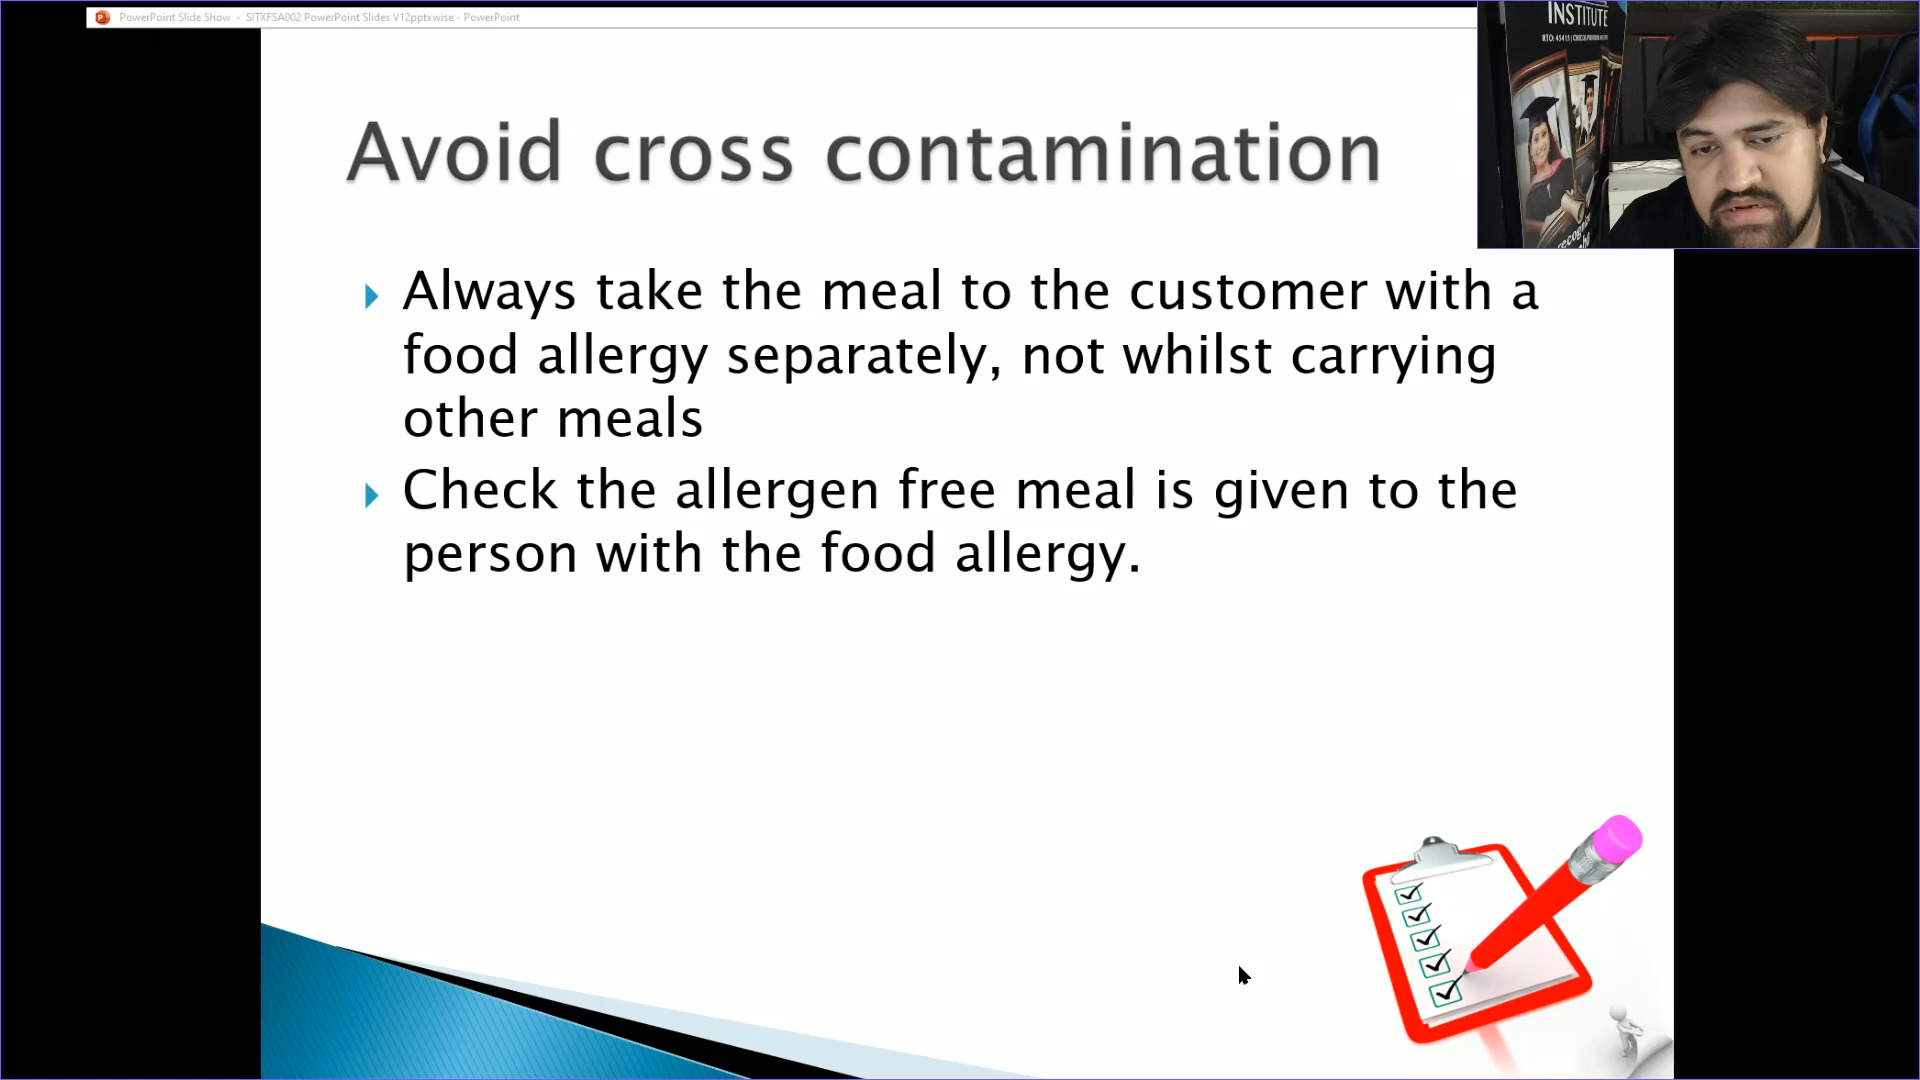 PowerPoint Slide Show - SITXFSA002 PowerPoint Slides V12pptxwise - PowerPoint
INSTITUTE
RTO: 45415 |
Avoid cross contamination
Always take the meal to the customer with a
food allergy separately, not whilst carrying
other meals
Check the allergen free meal is given to the
person with the food allergy.